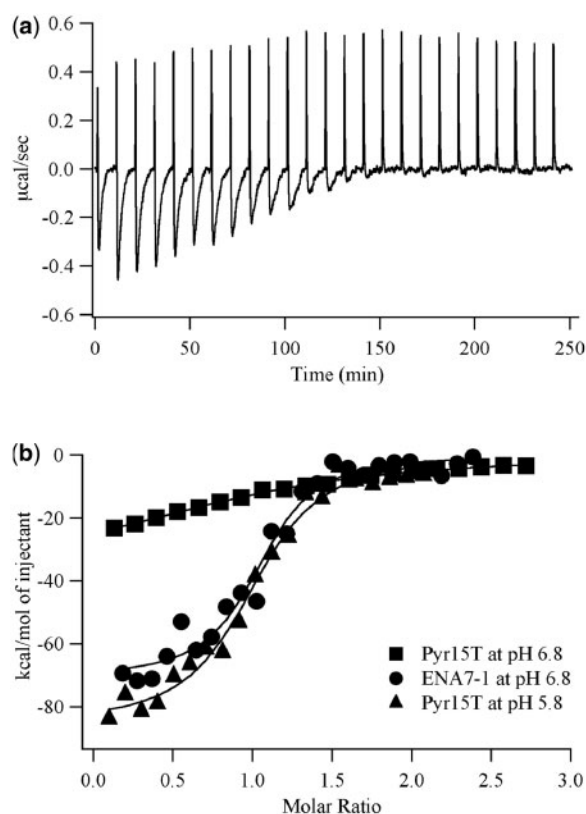 (a)
0.6
0.4
0.2
0.0
-0.2
-0.4
-0.6
μcal/sec
0 50 100 150 200 250
Time (min)
(b)
0
-20
-40
-60
-80
kcal/mol of injectant
Pyr15T at pH 6.8
ENA7-1 at pH 6.8
Pyr15T at pH 5.8
0.0 0.5 1.0 1.5 2.0 2.5 3.0
Molar Ratio